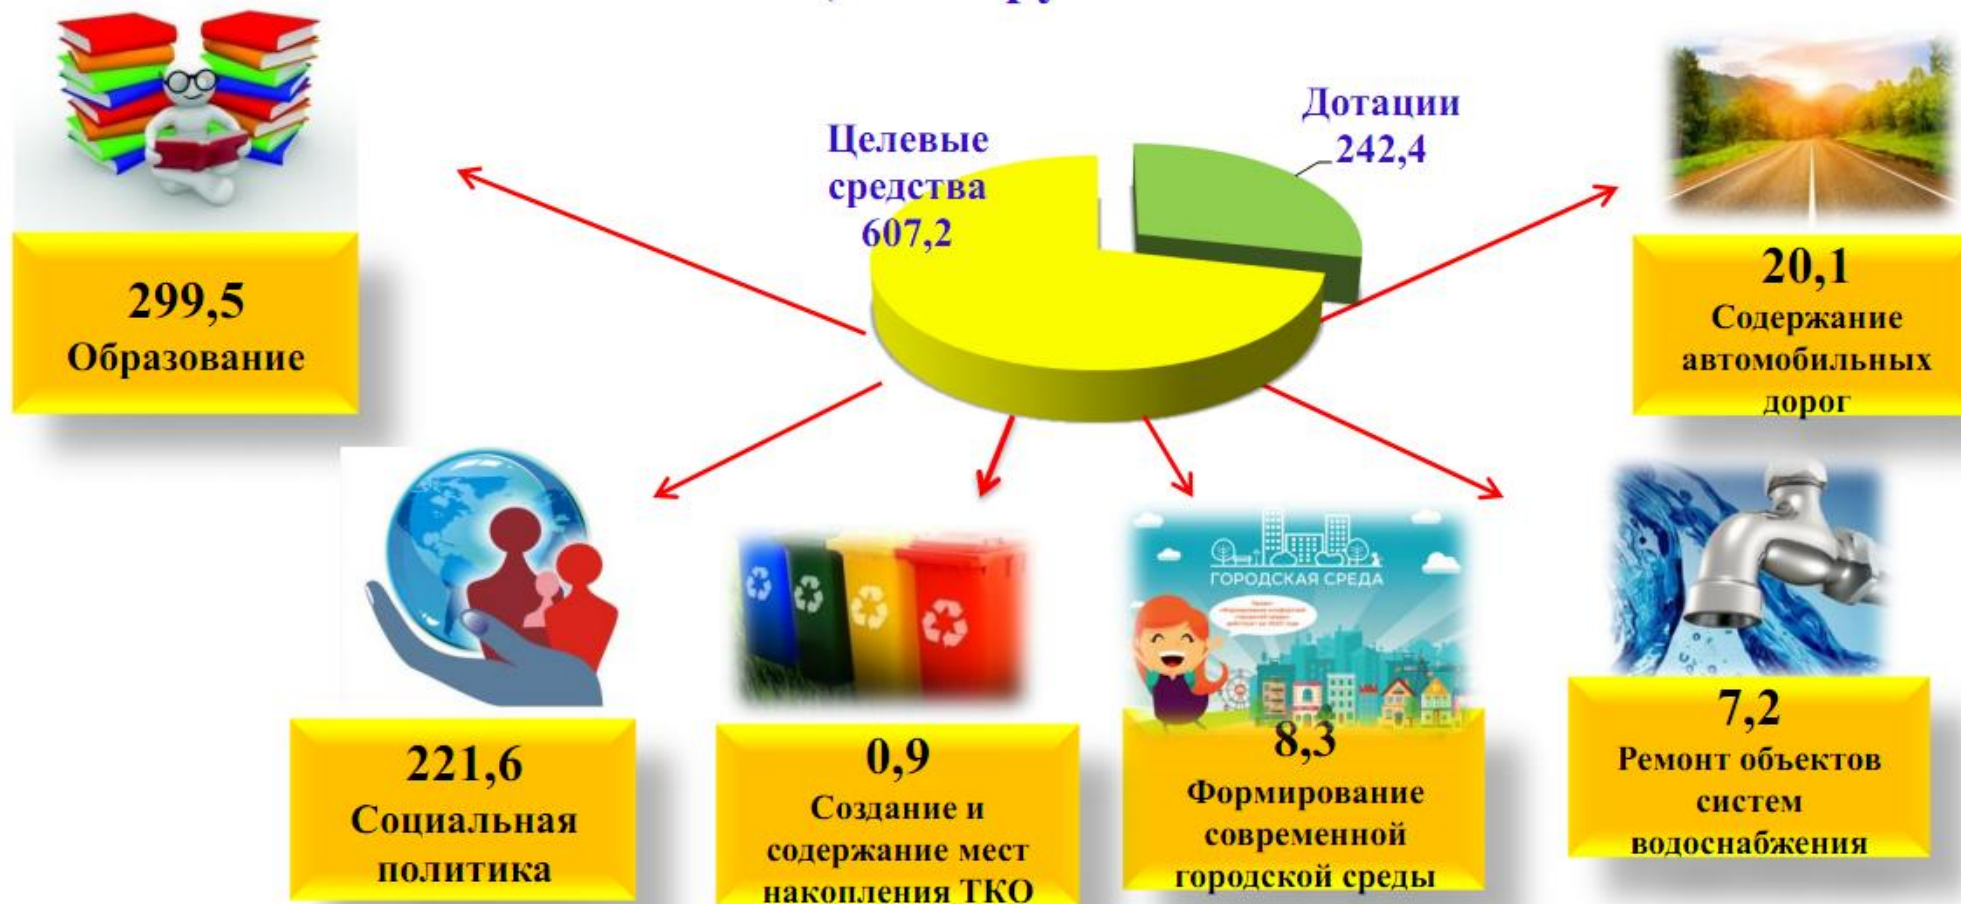 Целевые
средства
607,2
Дотации
242,4
299,5
Образование
20,1
Содержание
автомобильных
дорог
221,6
Социальная
политика
0,9
Создание и
содержание мест
накопления ТКО
ГОРОДСКАЯ СРЕДА
8,3
Формирование
современной
городской среды
7,2
Ремонт объектов
систем
водоснабжения